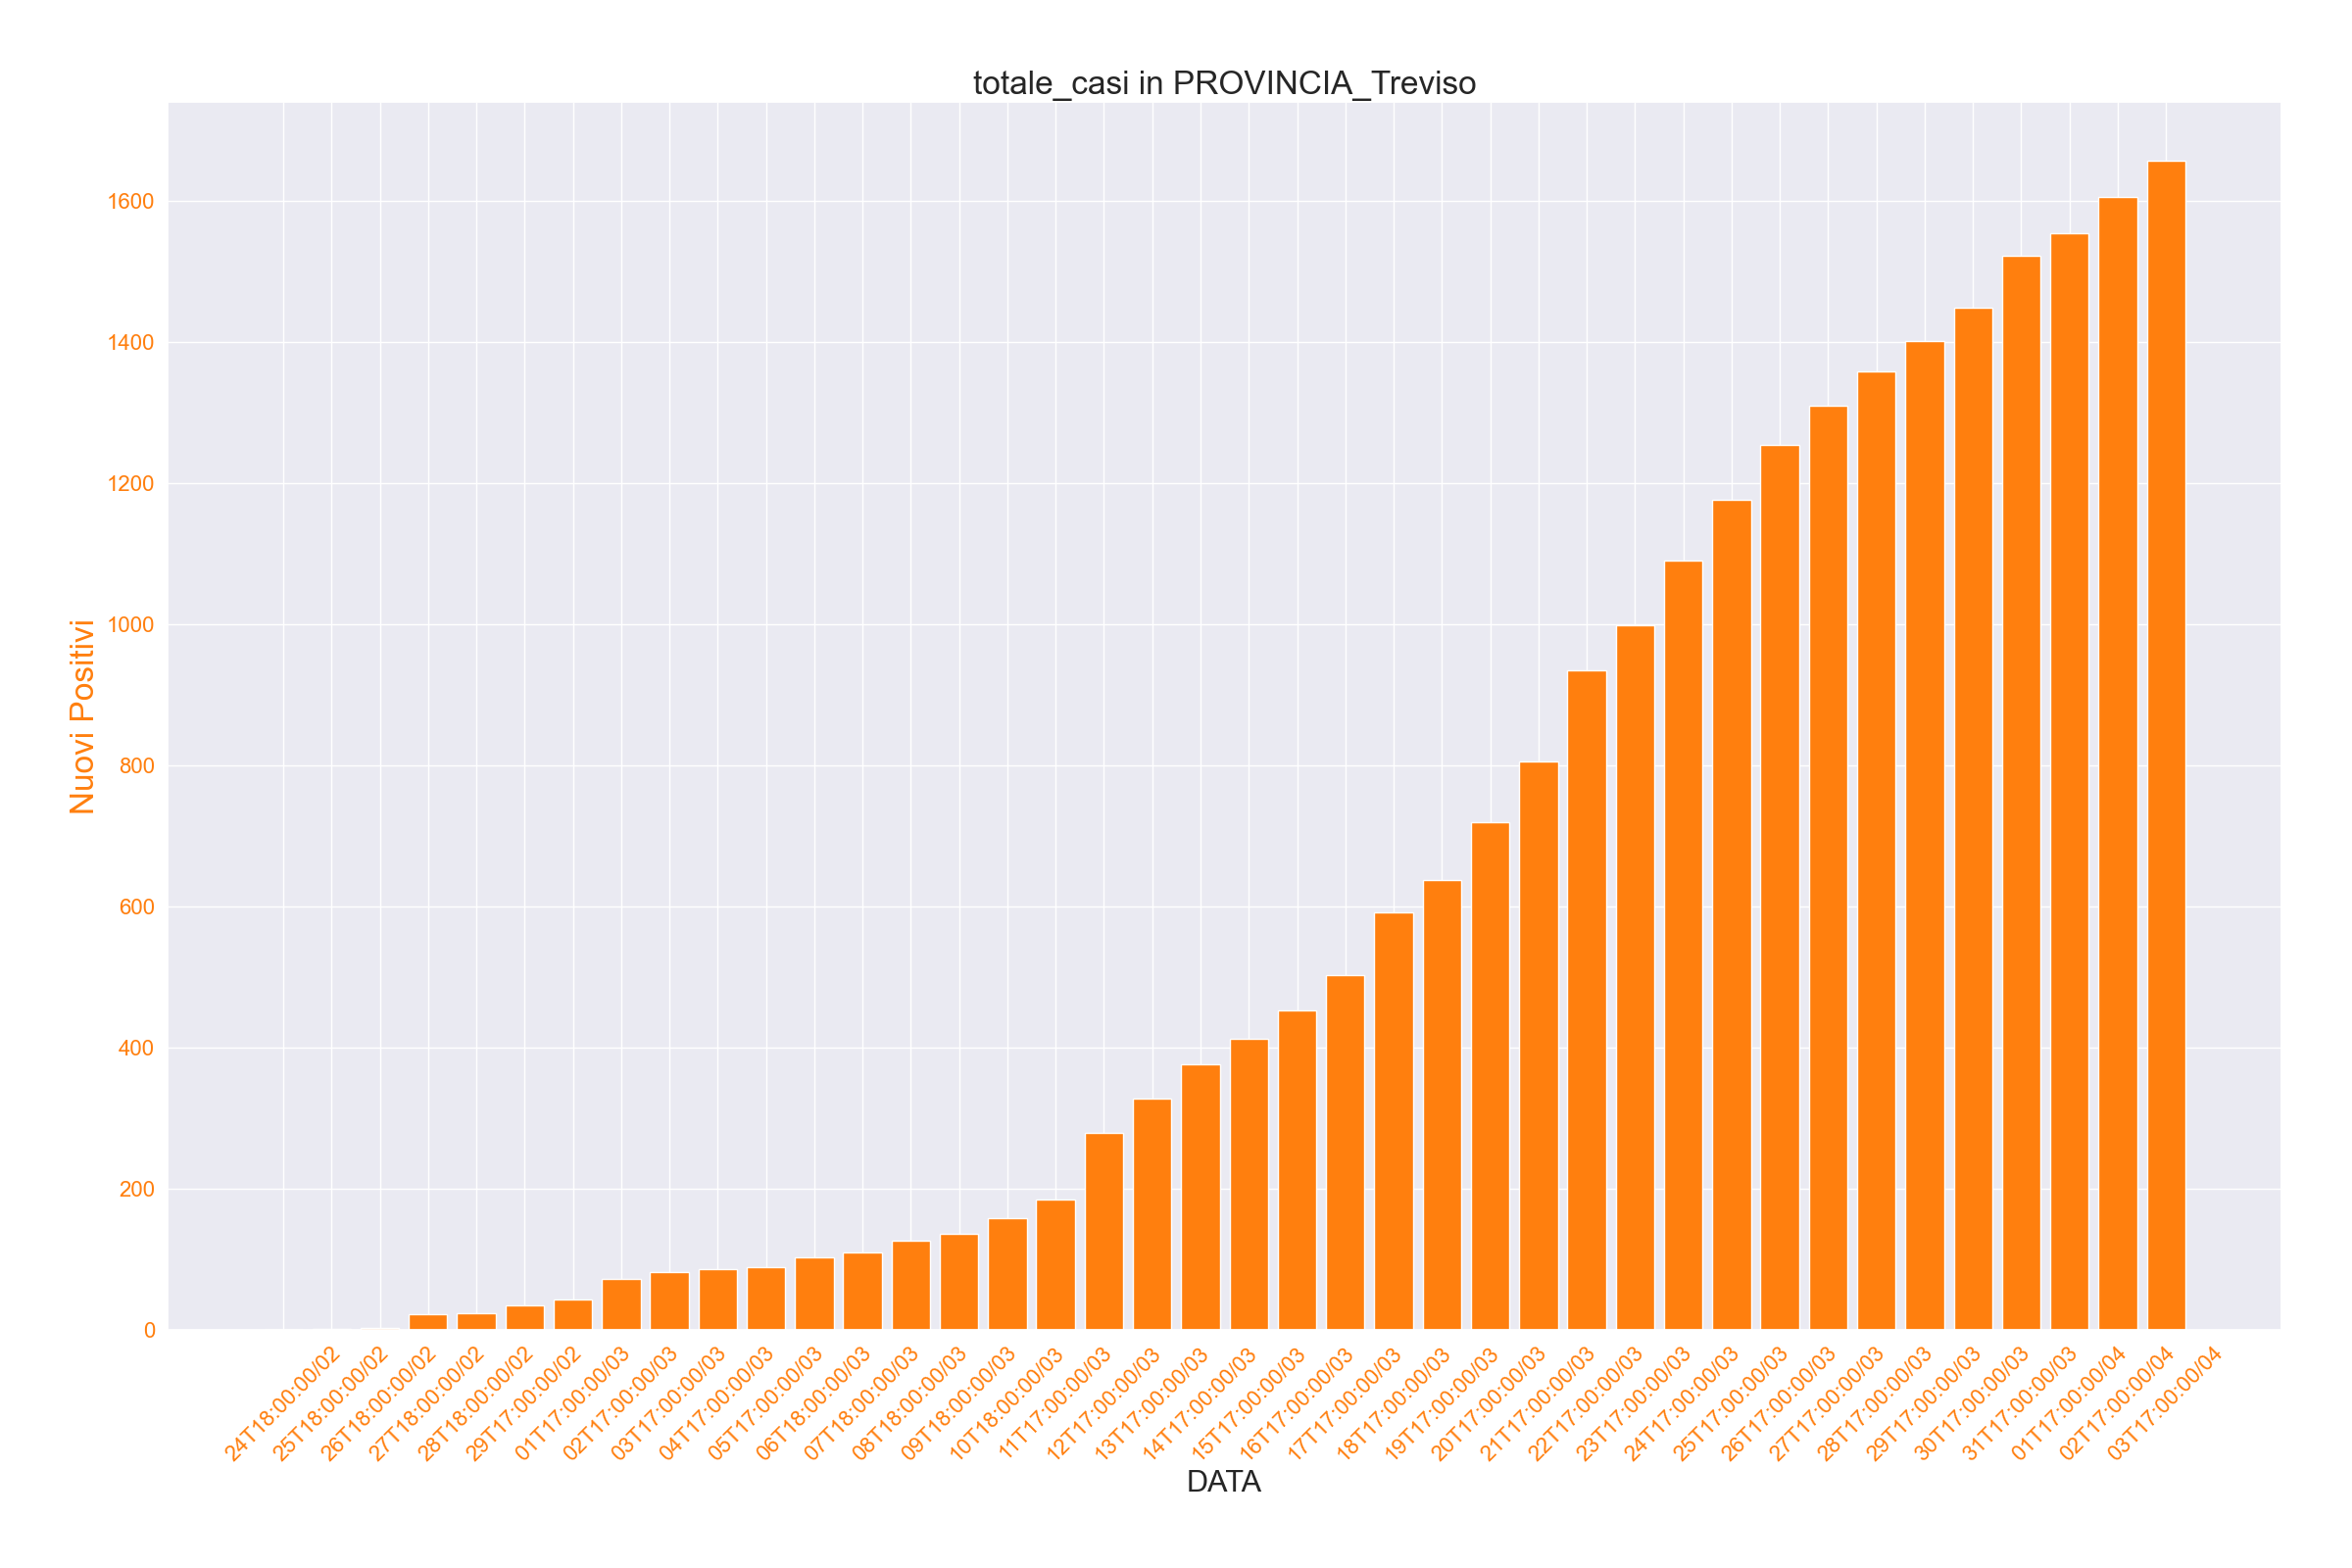 totale_casi in PROVINCIA_Treviso
Nuovi Positivi
1600
1400
1200
1000
800
600
400
200
0
24T18:00:00/02
25T18:00:00/02
26T18:00:00/02
27T18:00:00/02
28T18:00:00/02
29T17:00:00/02
01T17:00:00/03
02T17:00:00/03
03T17:00:00/03
04T17:00:00/03
05T17:00:00/03
06T18:00:00/03
07T18:00:00/03
08T18:00:00/03
09T18:00:00/03
10T18:00:00/03
11T17:00:00/03
12T17:00:00/03
13T17:00:00/03
14T17:00:00/03
15T17:00:00/03
16T17:00:00/03
17T17:00:00/03
18T17:00:00/03
19T17:00:00/03
20T17:00:00/03
21T17:00:00/03
22T17:00:00/03
23T17:00:00/03
24T17:00:00/03
25T17:00:00/03
26T17:00:00/03
27T17:00:00/03
28T17:00:00/03
29T17:00:00/03
30T17:00:00/03
31T17:00:00/03
01T17:00:00/04
02T17:00:00/04
03T17:00:00/04
DATA